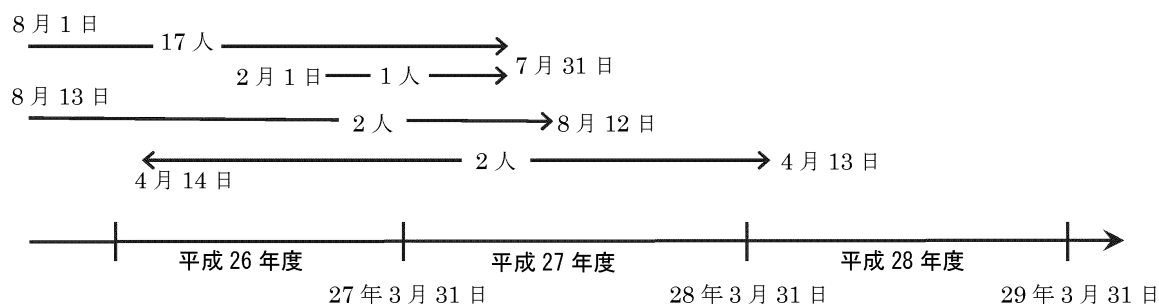 8月1日
17人
7月31日
2月1日
1人
8月13日
2人
8月12日
2人
4月13日
4月14日
平成26年度
平成27年度
平成28年度
27年3月31日
28年3月31日
29年3月31日